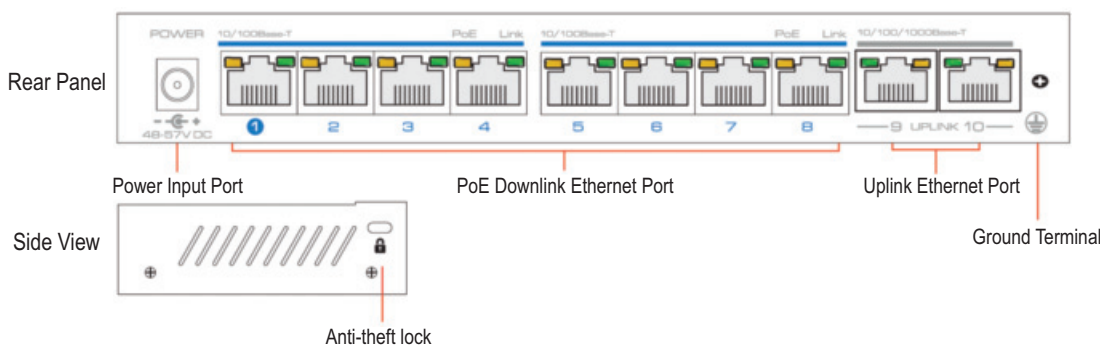 POWER 10/100Base-T PoE Link 10/100Base-T PoE Link 10/100/1000Base-T
Rear Panel
48-57V DC
1 2 3 4 5 6 7 8 9 UPLINK 10
Power Input Port PoE Downlink Ethernet Port Uplink Ethernet Port
Ground Terminal
Side View
Anti-theft lock